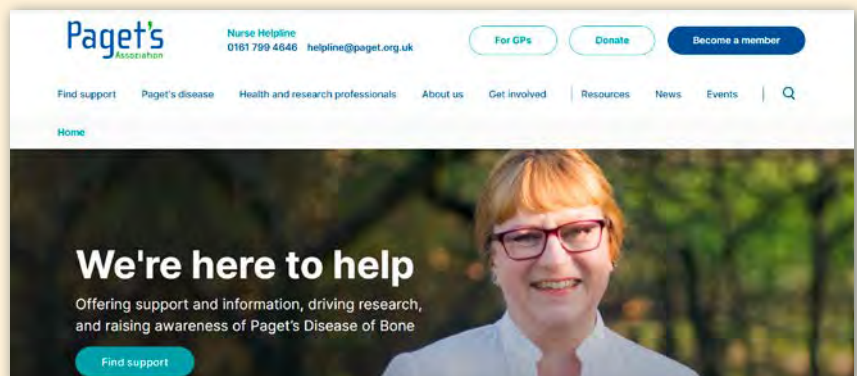 Paget's
Association
Nurse Helpline
0161 799 4646 helpline@paget.org.uk
For GPs
Donate
Become a member
Find support Paget's disease Health and research professionals About us Get involved Resources News Events
Home
We're here to help
Offering support and information, driving research,
and raising awareness of Paget's Disease of Bone
Find support